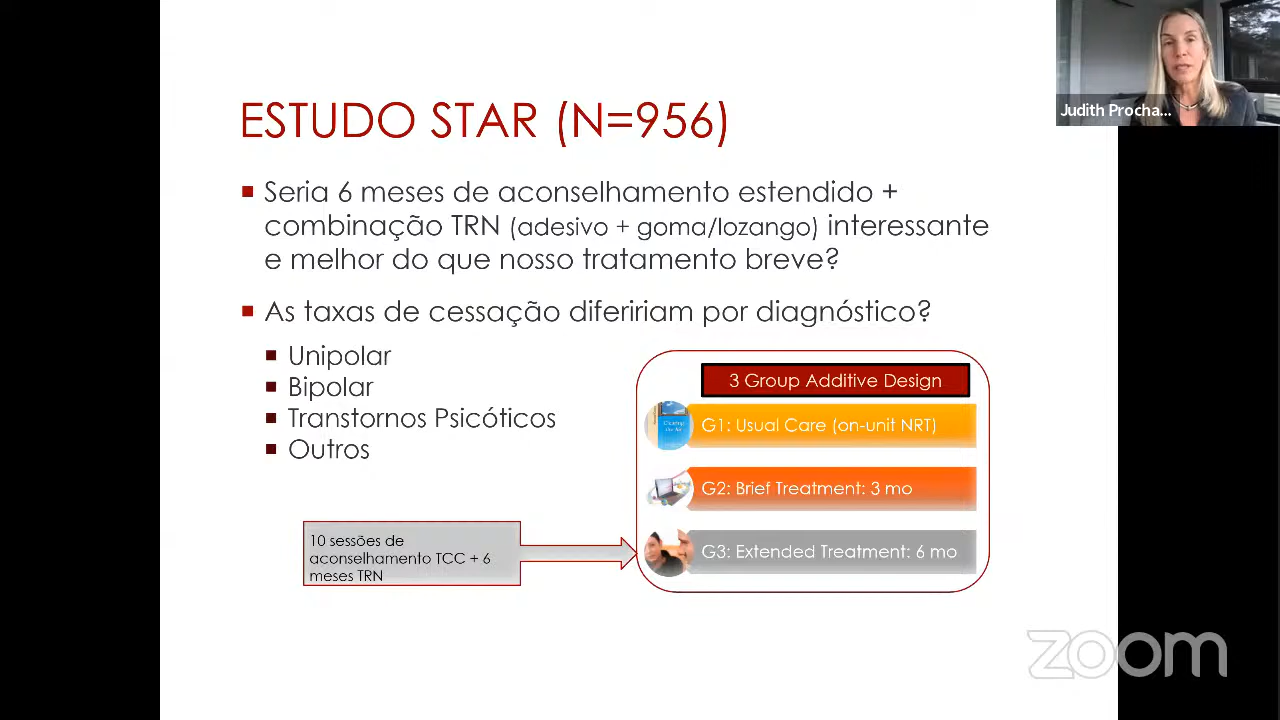 Judith Procha...
ESTUDO STAR (N=956)
Seria 6 meses de aconselhamento estendido +
combinação TRN (adesivo + goma/lozango) interessante
e melhor do que nosso tratamento breve?
As taxas de cessação difeririam por diagnóstico?
Unipolar
Bipolar
Transtornos Psicóticos
Outros
3 Group Additive Design
G1: Usual Care (on-unit NRT)
G2: Brief Treatment: 3 mo
G3: Extended Treatment: 6 mo
10 sessões de
aconselhamento TCC + 6
meses TRN
zoom